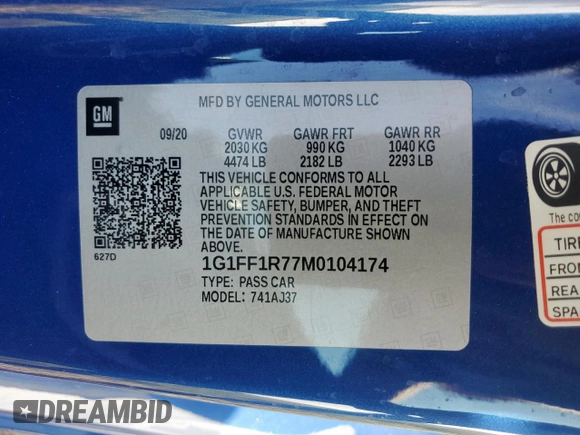 MFD BY GENERAL MOTORS LLC
GM
09/20 GVWR GAWR FRT GAWR RR
2030 KG 990 KG 1040 KG
4474 LB 2182 LB 2293 LB
THIS VEHICLE CONFORMS TO ALL
APPLICABLE U.S. FEDERAL MOTOR
VEHICLE SAFETY, BUMPER, AND THEFT
PREVENTION STANDARDS IN EFFECT ON
THE DATE OF MANUFACTURE SHOWN
ABOVE.
627D
1G1FF1R77M0104174
TYPE: PASS CAR
MODEL: 741AJ37
The co
TIRE
FRO
REA
SPA
DREAMBID